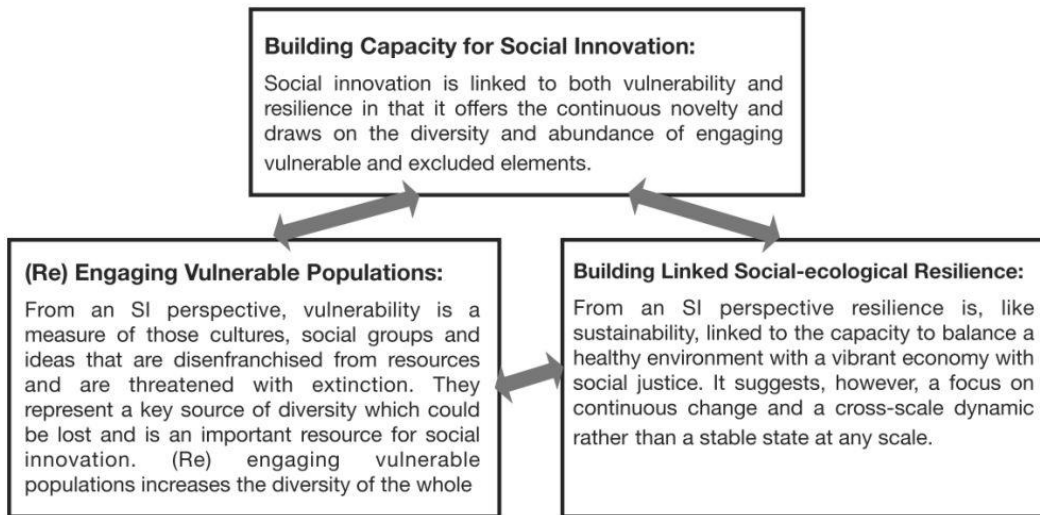 Building Capacity for Social Innovation:
Social innovation is linked to both vulnerability and
resilience in that it offers the continuous novelty and
draws on the diversity and abundance of engaging
vulnerable and excluded elements.
(Re) Engaging Vulnerable Populations:
From an SI perspective, vulnerability is a
measure of those cultures, social groups and
ideas that are disenfranchised from resources
and are threatened with extinction. They
represent a key source of diversity which could
be lost and is an important resource for social
innovation. (Re) engaging vulnerable
populations increases the diversity of the whole
Building Linked Social-ecological Resilience:
From an SI perspective resilience is, like
sustainability, linked to the capacity to balance a
healthy environment with a vibrant economy with
social justice. It suggests, however, a focus on
continuous change and a cross-scale dynamic
rather than a stable state at any scale.